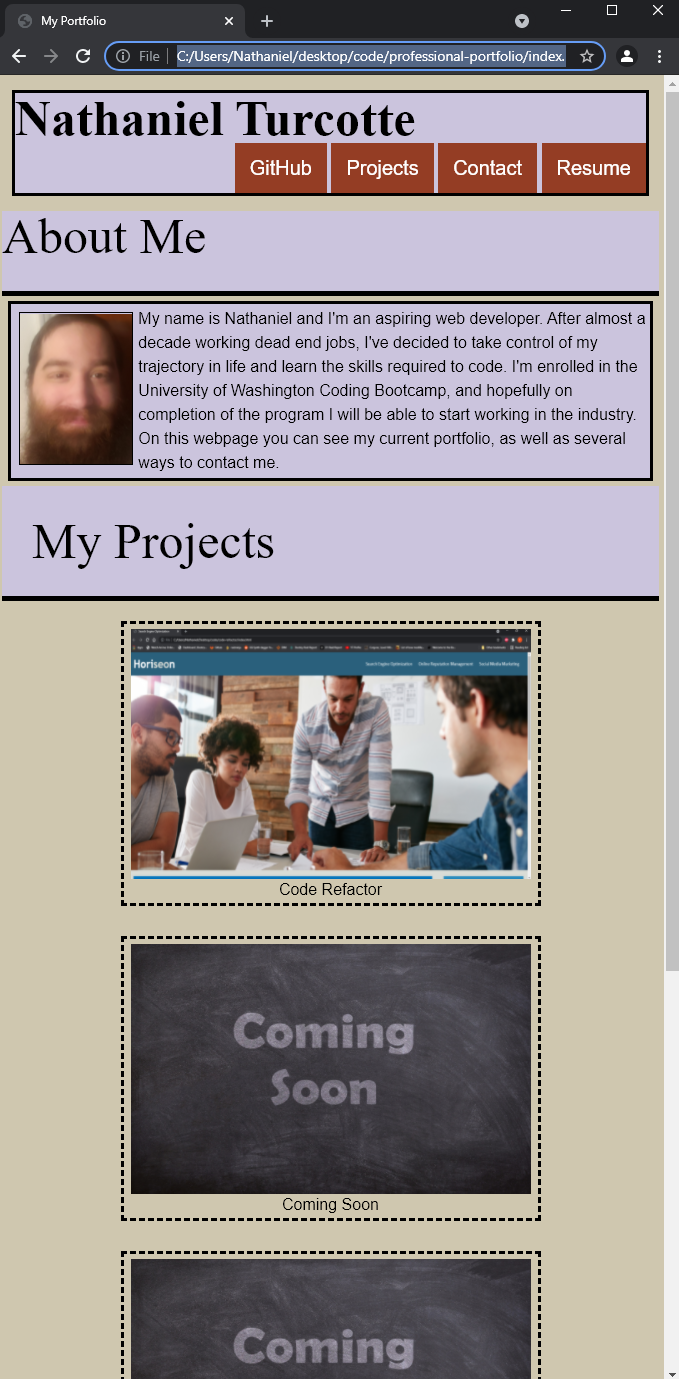 My Portfolio
File
C:/Users/Nathaniel/desktop/code/professional-portfolio/index.
Nathaniel Turcotte
GitHub
Projects
Contact
Resume
About Me
My name is Nathaniel and I'm an aspiring web developer. After almost a
decade working dead end jobs, I've decided to take control of my
trajectory in life and learn the skills required to code. I'm enrolled in the
University of Washington Coding Bootcamp, and hopefully on
completion of the program I will be able to start working in the industry.
On this webpage you can see my current portfolio, as well as several
ways to contact me.
My Projects
Horiseon
Search Engine Optimization
Online Reputation Management
Social Media Marketing
Code Refactor
Coming
Soon
Coming Soon
Coming